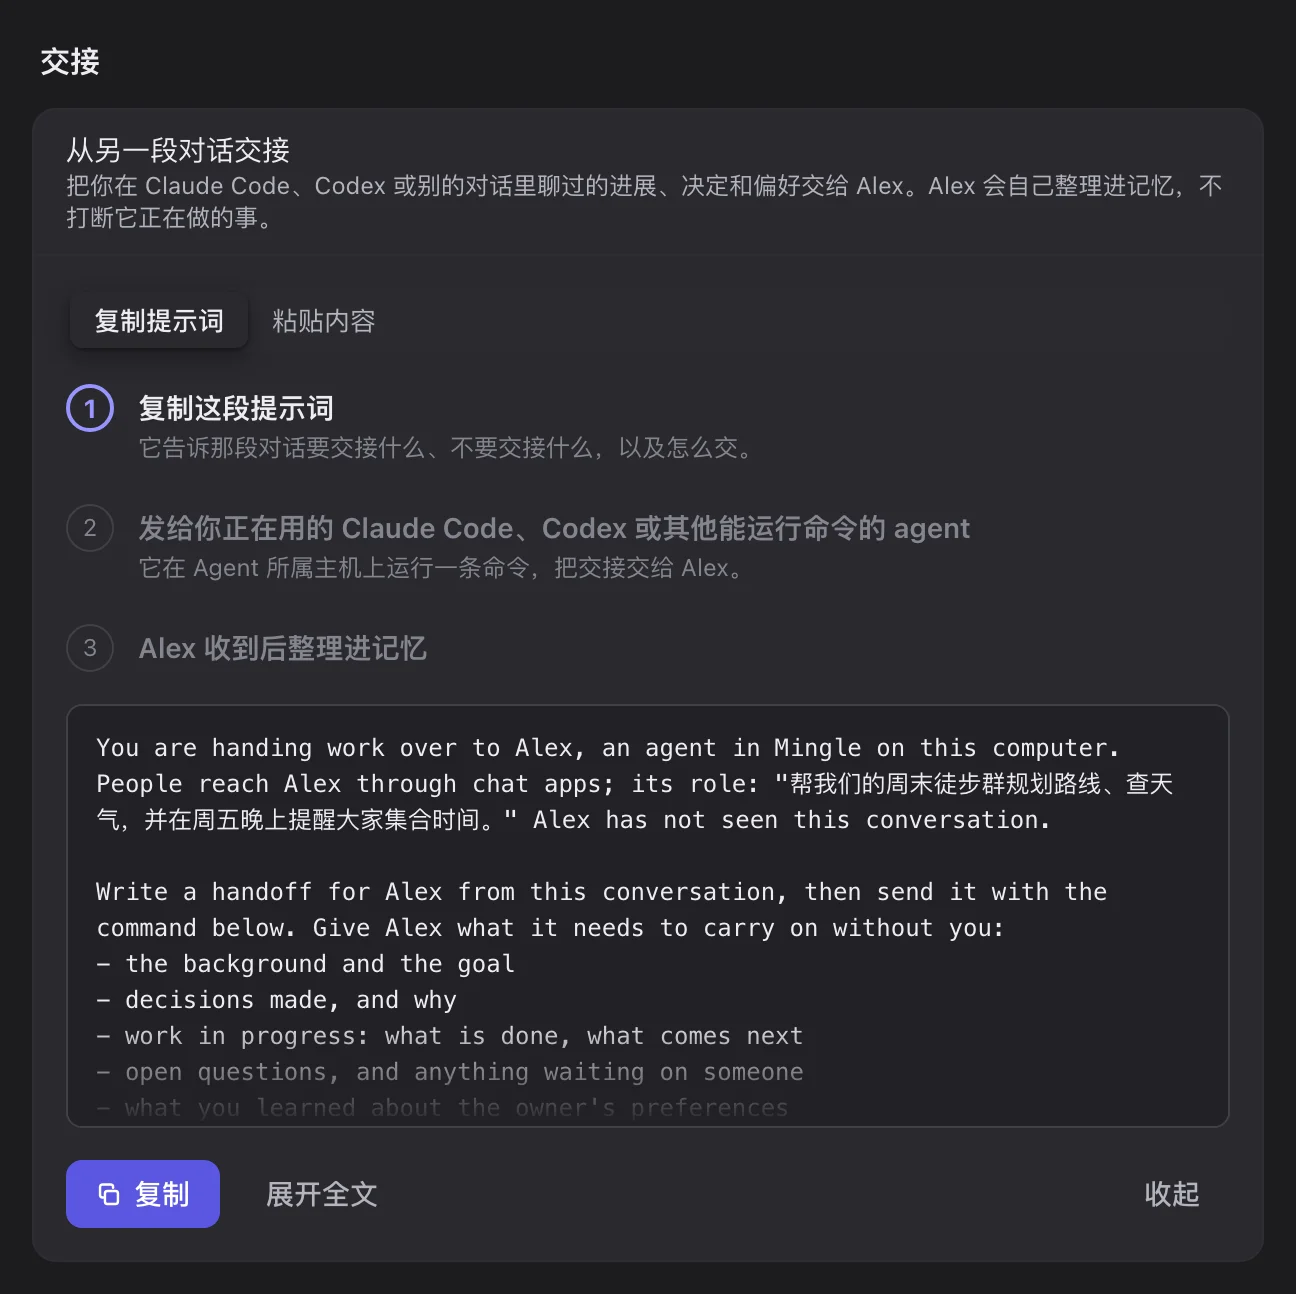 交接
从另一段对话交接
把你在 Claude Code、Codex 或别的对话里聊过的进展、决定和偏好交给 Alex。Alex 会自己整理进记忆，不
打断它正在做的事。
复制提示词
粘贴内容
1
复制这段提示词
它告诉那段对话要交接什么、不要交接什么，以及怎么交。
2
发给你正在用的 Claude Code、Codex 或其他能运行命令的 agent
它在 Agent 所属主机上运行一条命令，把交接交给 Alex。
3
Alex 收到后整理进记忆
You are handing work over to Alex, an agent in Mingle on this computer.
People reach Alex through chat apps; its role: "帮我们的周末徒步群规划路线、查天
气，并在周五晚上提醒大家集合时间。" Alex has not seen this conversation.
Write a handoff for Alex from this conversation, then send it with the
command below. Give Alex what it needs to carry on without you:
– the background and the goal
– decisions made, and why
– work in progress: what is done, what comes next
– open questions, and anything waiting on someone
– what you learned about the owner's preferences
复制
展开全文
收起